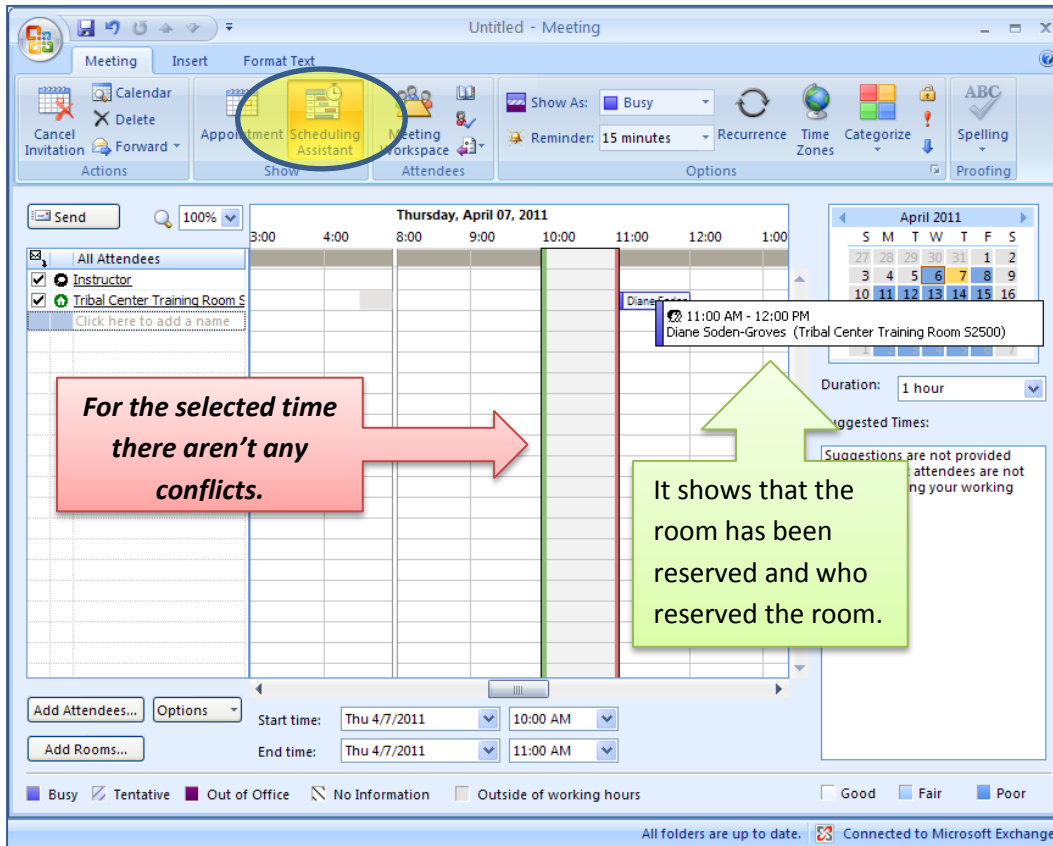 Untitled - Meeting
Meeting Insert Format Text
Cancel Invitation
Calendar
Delete
Forward
Actions
Appointment
Scheduling Assistant
Show
Meeting Workspace
Attendees
Show As: Busy
Reminder: 15 minutes
Recurrence
Time Zones
Categorize
Options
ABC
Spelling
Proofing
Send
100%
Thursday, April 07, 2011
3:00 4:00 8:00 9:00 10:00 11:00 12:00 1:00
All Attendees
Instructor
Tribal Center Training Room S
Click here to add a name
11:00 AM - 12:00 PM
Diane Soden-Groves (Tribal Center Training Room S2500)
April 2011
S M T W T F S
27 28 29 30 31 1 2
3 4 5 6 7 8 9
10 11 12 13 14 15 16
For the selected time
there aren’t any
conflicts.
It shows that the
room has been
reserved and who
reserved the room.
Duration: 1 hour
Suggested Times:
Suggestions are not provided
attendees are not
your working
Add Attendees... Options
Add Rooms...
Start time: Thu 4/7/2011 10:00 AM
End time: Thu 4/7/2011 11:00 AM
Busy Tentative Out of Office No Information Outside of working hours
Good Fair Poor
All folders are up to date. Connected to Microsoft Exchange